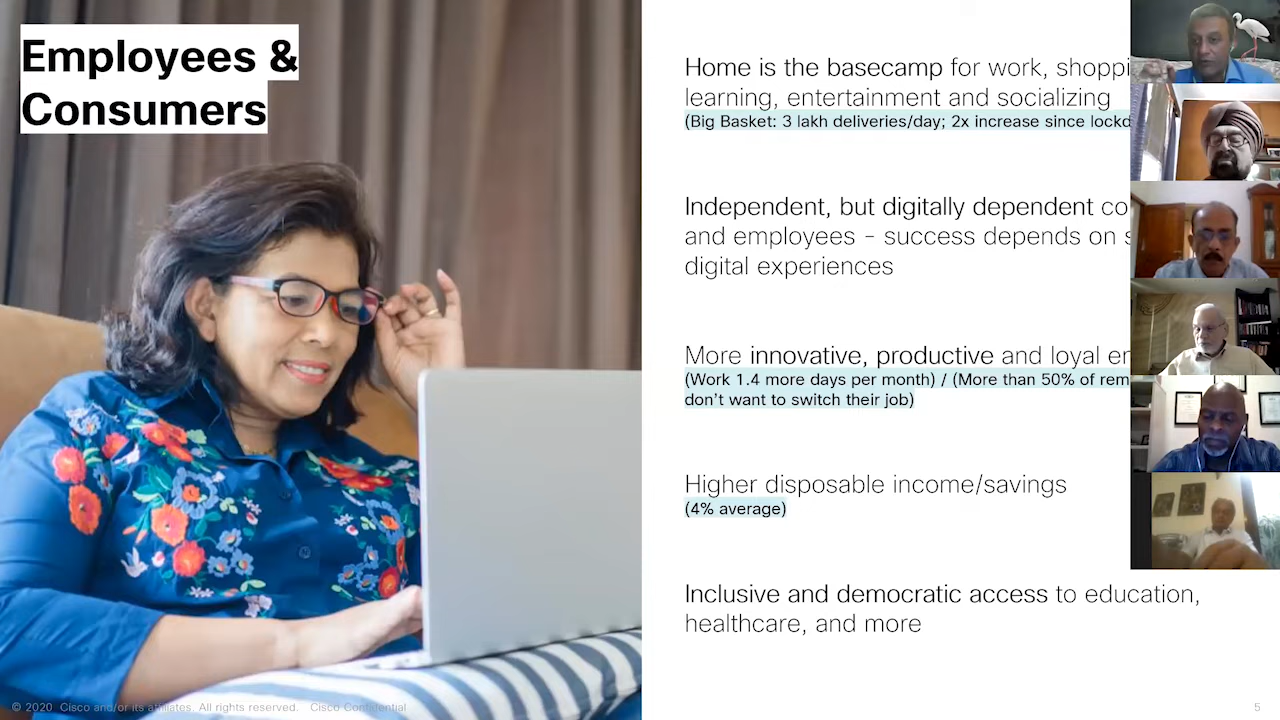 Employees &
Consumers
Home is the basecamp for work, shoppi
learning, entertainment and socializing
(Big Basket: 3 lakh deliveries/day; 2x increase since lockd
Independent, but digitally dependent co
and employees – success depends on s
digital experiences
More innovative, productive and loyal em
(Work 1.4 more days per month) / (More than 50% of rem
don't want to switch their job)
Higher disposable income/savings
(4% average)
Inclusive and democratic access to education,
healthcare, and more
© 2020 Cisco and/or its affiliates. All rights reserved. Cisco Confidential
5